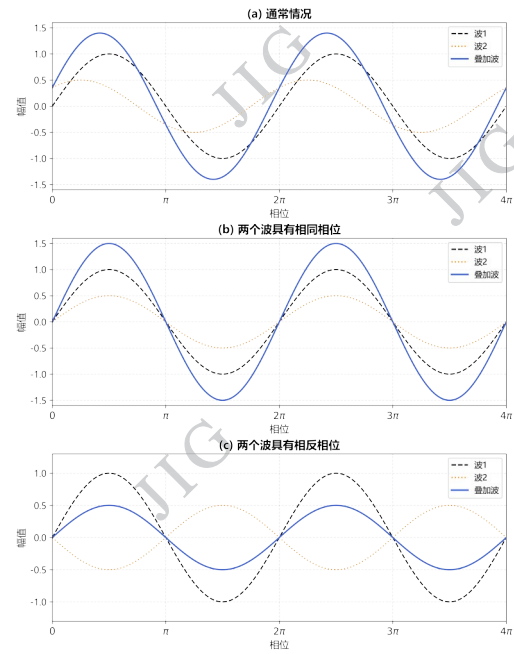 (a) 通常情况
1.5
1.0
0.5
0.0
-0.5
-1.0
-1.5
幅值
波1
波2
叠加波
0
π
2π
3π
4π
相位
JIG
JIG
(b) 两个波具有相同相位
1.5
1.0
0.5
0.0
-0.5
-1.0
-1.5
幅值
波1
波2
叠加波
0
π
2π
3π
4π
相位
JIG
(c) 两个波具有相反相位
1.0
0.5
0.0
-0.5
-1.0
幅值
波1
波2
叠加波
0
π
2π
3π
4π
相位